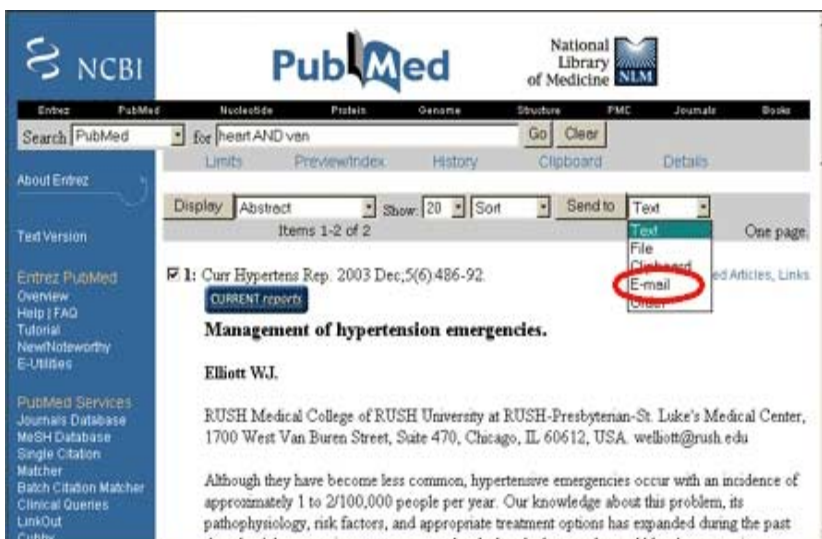 NCBI
PubMed
National
Library
of Medicine NLM
Entrez PubMed Nucleotide Protein Genome Structure PMC Journals Books
Search PubMed for heart AND van Go Clear
Limits Preview/Index History Clipboard Details
About Entrez
Display Abstract Show: 20 Sort Send to Text
Items 1-2 of 2 One page.
Text
File
Clipboard
E-mail
Order
Text Version
Entrez PubMed
Overview
Help | FAQ
Tutorial
New/Noteworthy
E-Utilities
PubMed Services
Journals Database
MeSH Database
Single Citation
Matcher
Batch Citation Matcher
Clinical Queries
LinkOut
Cubby
1: Curr Hypertens Rep. 2003 Dec;5(6):486-92. ed Articles, Links
CURRENT reports
Management of hypertension emergencies.
Elliott WJ.
RUSH Medical College of RUSH University at RUSH-Presbyterian-St. Luke's Medical Center,
1700 West Van Buren Street, Suite 470, Chicago, IL 60612, USA. welliott@rush.edu
Although they have become less common, hypertensive emergencies occur with an incidence of
approximately 1 to 2/100,000 people per year. Our knowledge about this problem, its
pathophysiology, risk factors, and appropriate treatment options has expanded during the past